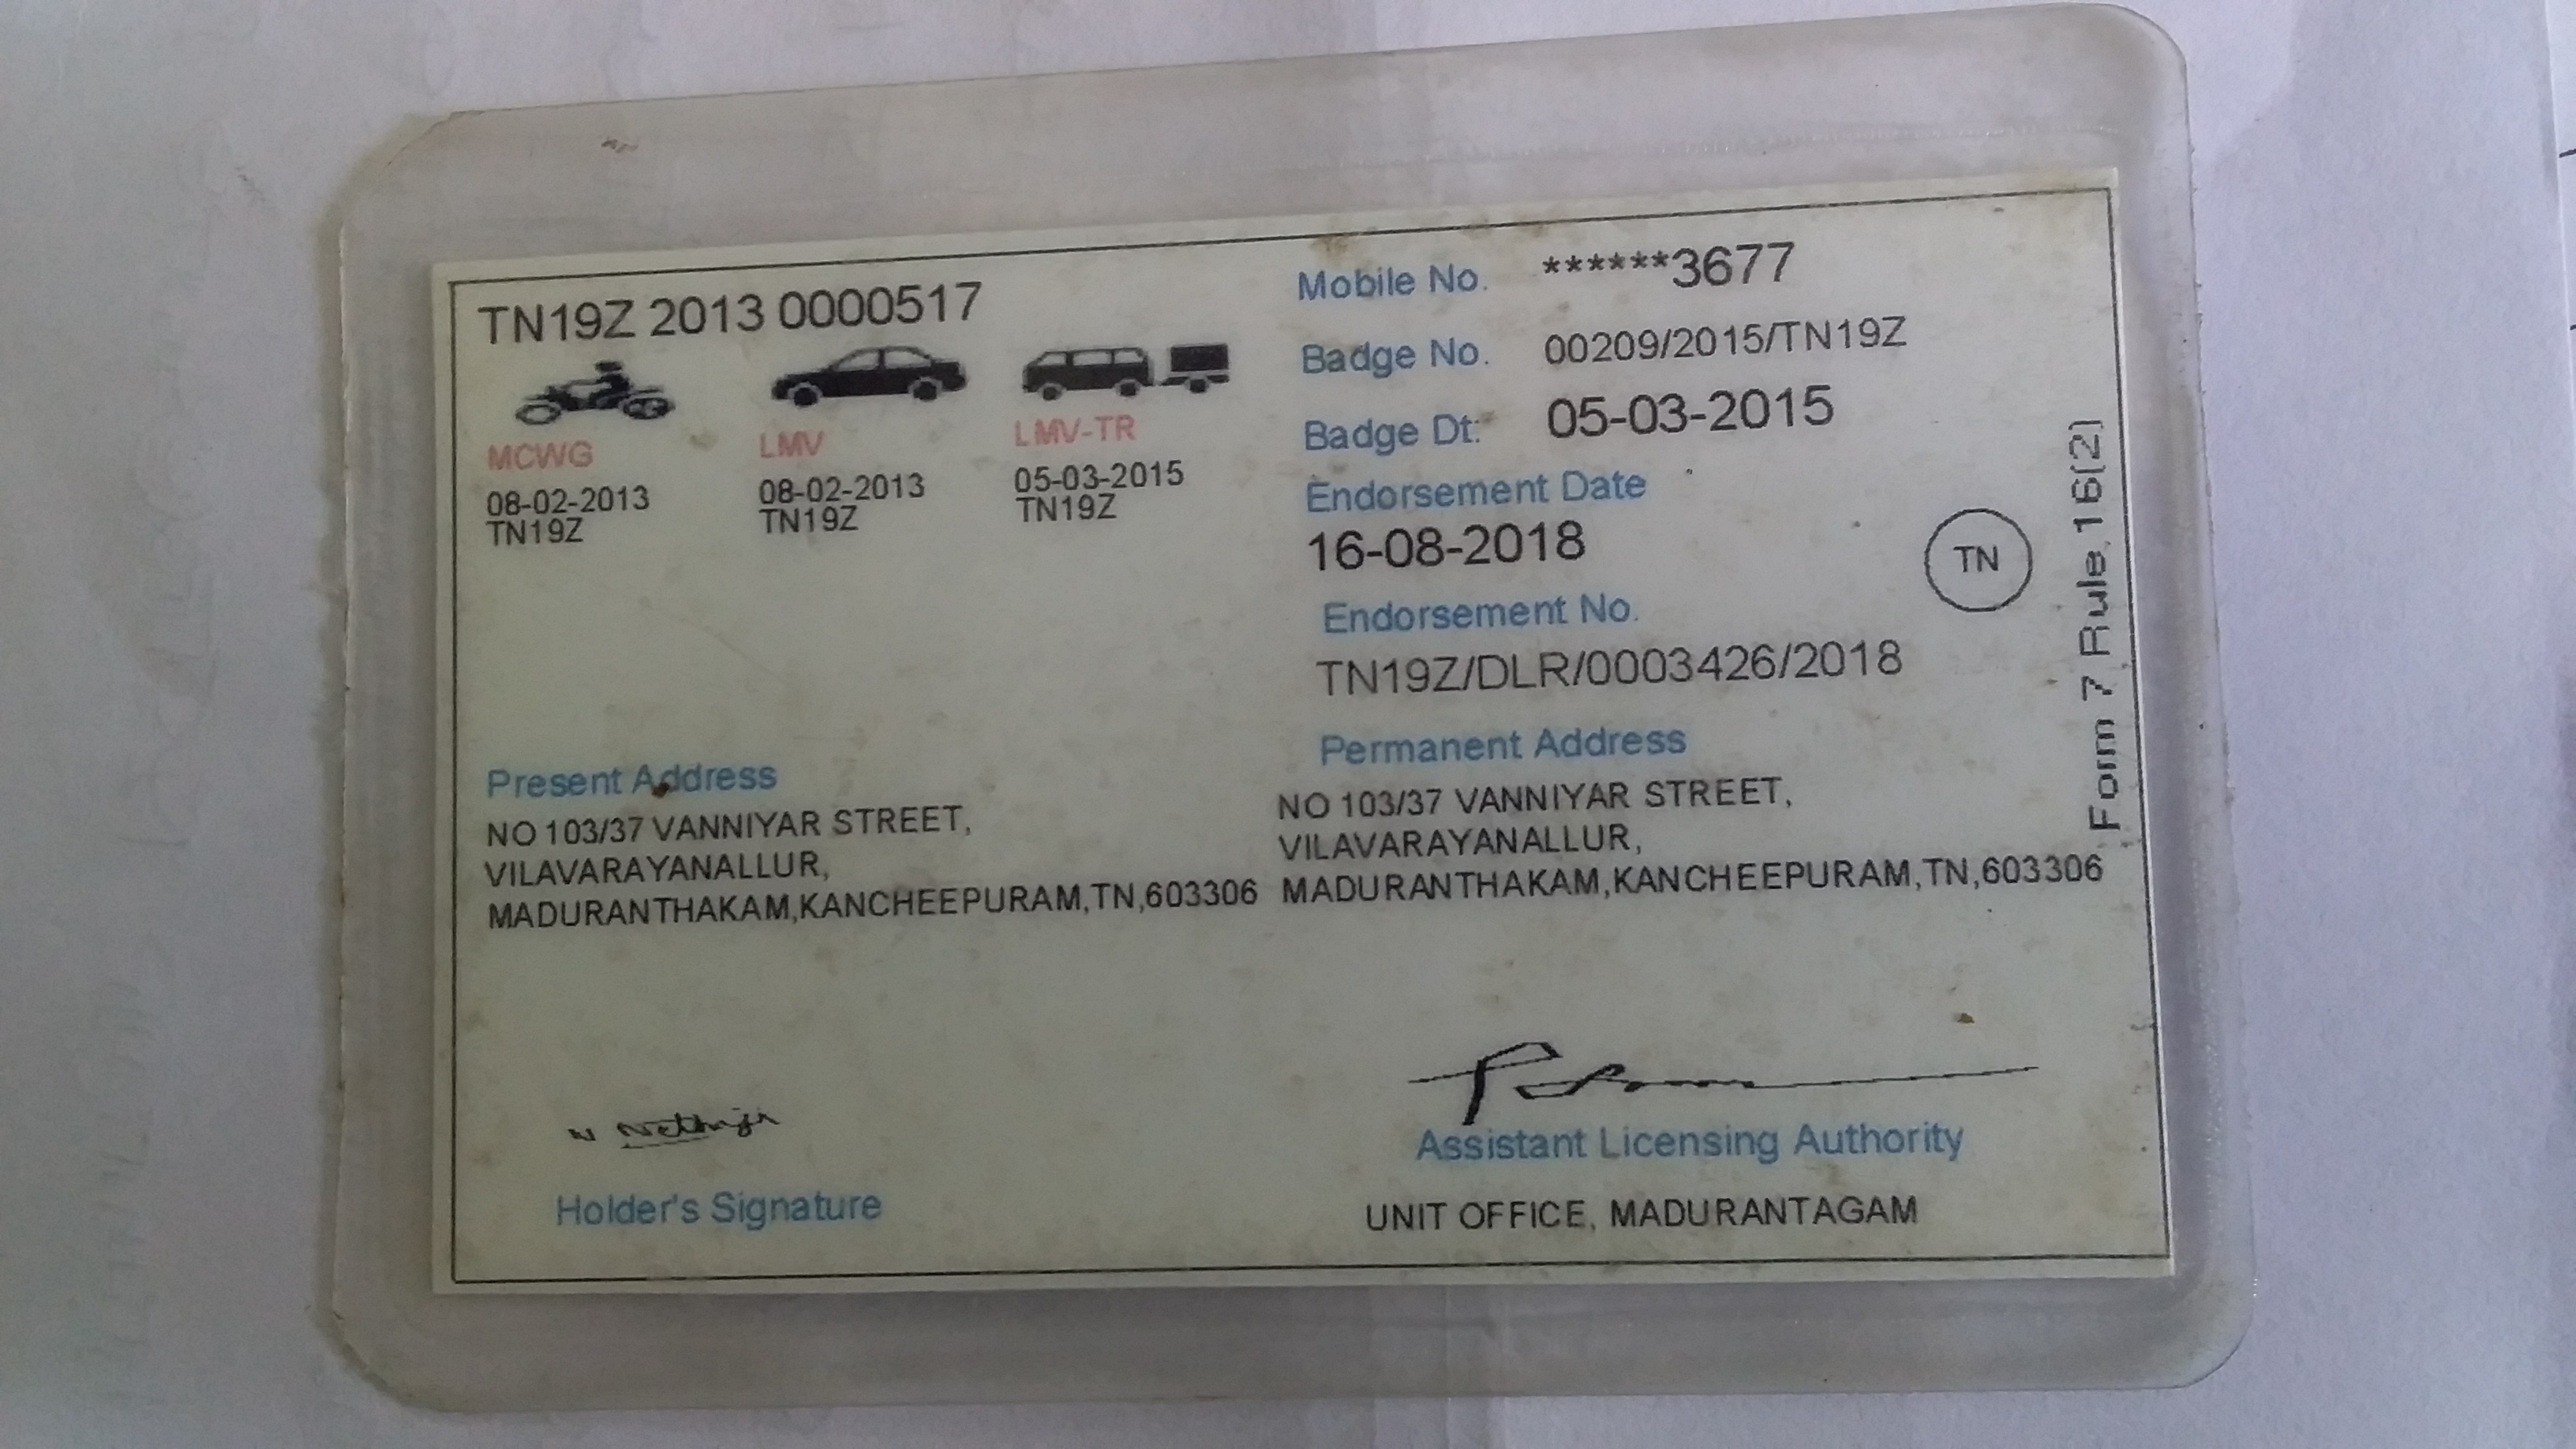 TN19Z 2013 0000517
MCWG
08-02-2013
TN19Z
LMV
08-02-2013
TN19Z
LMV-TR
05-03-2015
TN19Z
Mobile No. ******3677
Badge No. 00209/2015/TN19Z
Badge Dt: 05-03-2015
Endorsement Date
16-08-2018
Endorsement No.
TN19Z/DLR/0003426/2018
TN
Form 7 Rule 16(2)
Present Address
NO 103/37 VANNIYAR STREET,
VILAVARAYANALLUR,
MADURANTHAKAM,KANCHEEPURAM,TN,603306
Permanent Address
NO 103/37 VANNIYAR STREET,
VILAVARAYANALLUR,
MADURANTHAKAM,KANCHEEPURAM,TN,603306
Holder's Signature
Assistant Licensing Authority
UNIT OFFICE, MADURANTAGAM